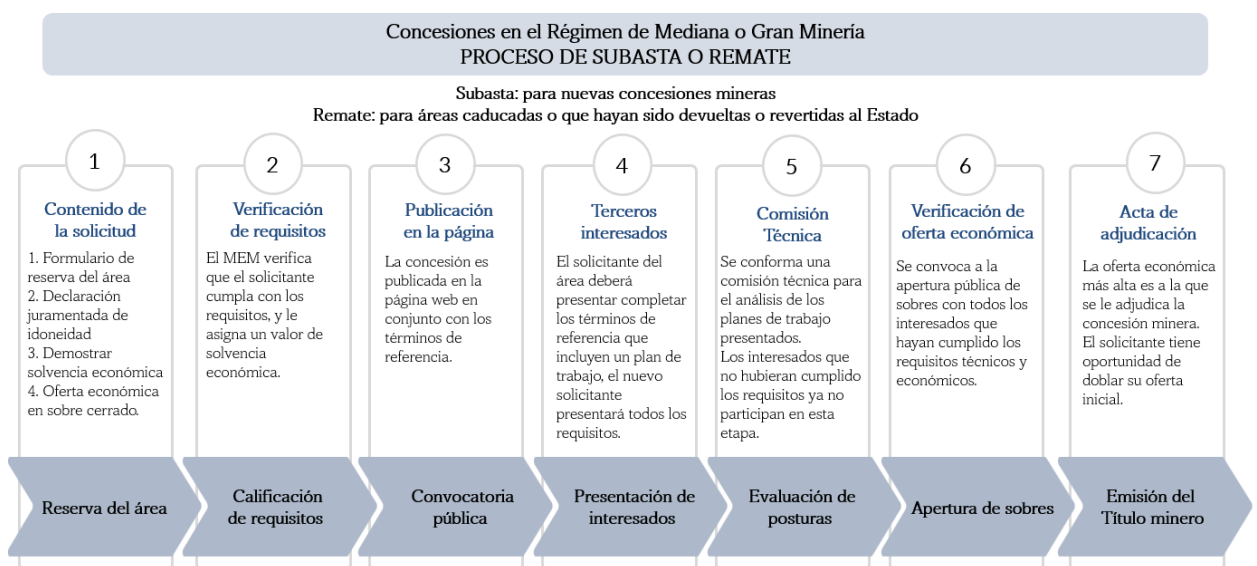 Concesiones en el Régimen de Mediana o Gran Minería
PROCESO DE SUBASTA O REMATE
Subasta: para nuevas concesiones mineras
Remate: para áreas caducadas o que hayan sido devueltas o revertidas al Estado
1
Contenido de
la solicitud
1. Formulario de
reserva del área
2. Declaración
juramentada de
idoneidad
3. Demostrar
solvencia económica
4. Oferta económica
en sobre cerrado.
Reserva del área
2
Verificación
de requisitos
El MEM verifica
que el solicitante
cumpla con los
requisitos, y le
asigna un valor de
solvencia
económica.
Calificación
de requisitos
3
Publicación
en la página
La concesión es
publicada en la
página web en
conjunto con los
términos de
referencia.
Convocatoria
pública
4
Terceros
interesados
El solicitante del
área deberá
presentar completar
los términos de
referencia que
incluyen un plan de
trabajo, el nuevo
solicitante
presentará todos los
requisitos.
Presentación de
interesados
5
Comisión
Técnica
Se conforma una
comisión técnica para
el análisis de los
planes de trabajo
presentados.
Los interesados que
no hubieran cumplido
los requisitos ya no
participan en esta
etapa.
Evaluación de
posturas
6
Verificación de
oferta económica
Se convoca a la
apertura pública de
sobres con todos los
interesados que
hayan cumplido los
requisitos técnicos y
económicos.
Apertura de sobres
7
Acta de
adjudicación
La oferta económica
más alta es a la que
se le adjudica la
concesión minera.
El solicitante tiene
oportunidad de
doblar su oferta
inicial.
Emisión del
Título minero